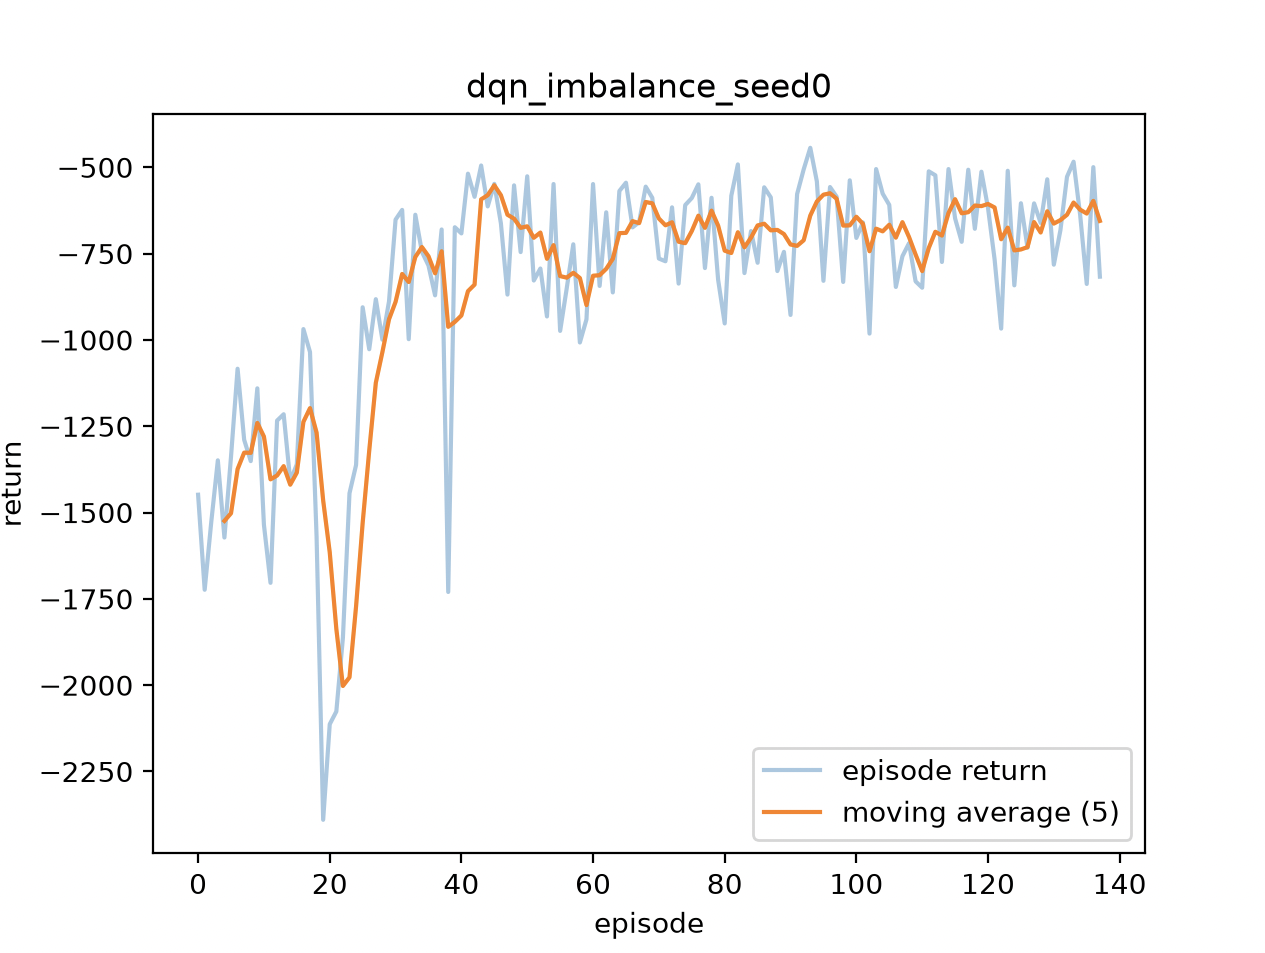 dqn_imbalance_seed0
return
−500
−750
−1000
−1250
−1500
−1750
−2000
−2250
0 20 40 60 80 100 120 140
episode
episode return
moving average (5)